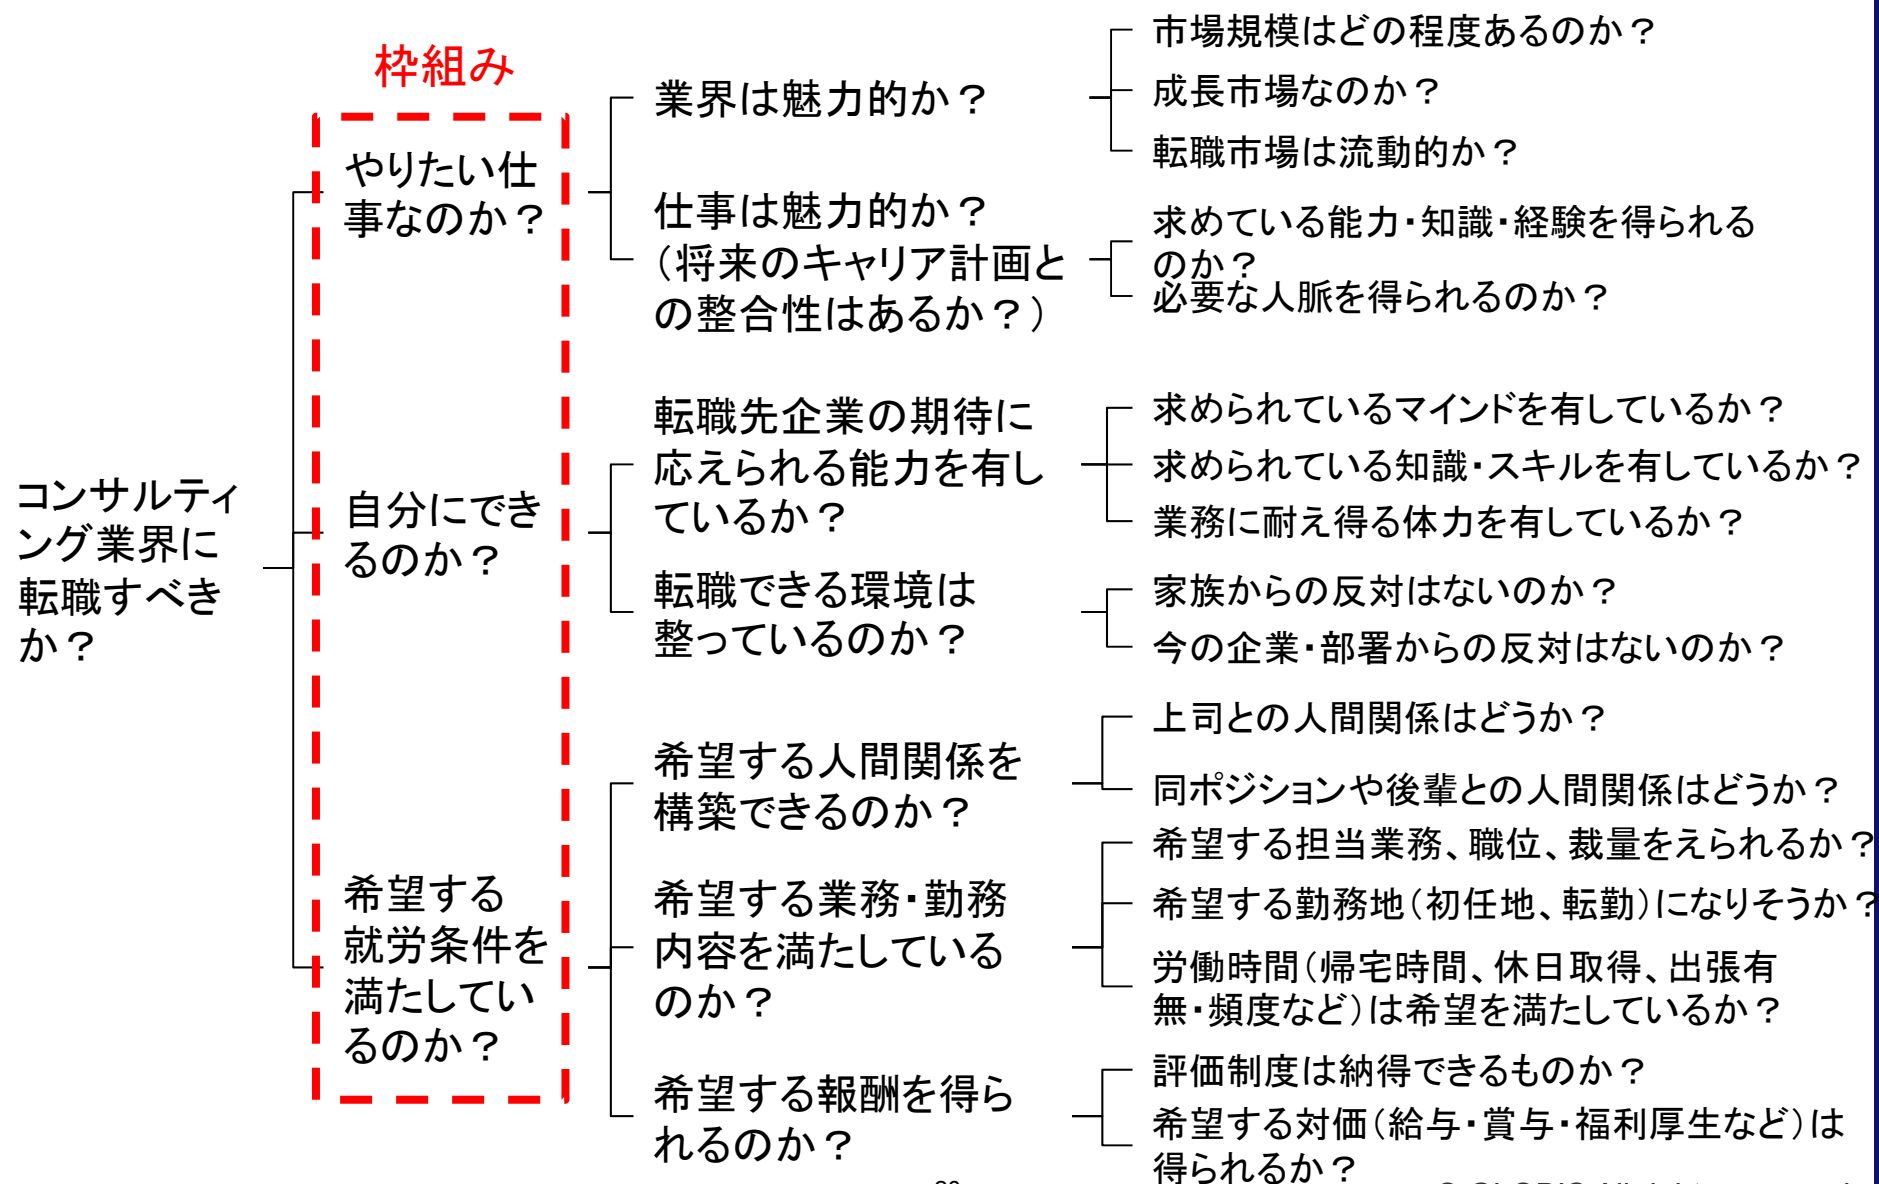 枠組み
コンサルティ
ング業界に
転職すべき
か？
やりたい仕
事なのか？
業界は魅力的か？
市場規模はどの程度あるのか？
成長市場なのか？
転職市場は流動的か？
仕事は魅力的か？
（将来のキャリア計画と
の整合性はあるか？）
求めている能力・知識・経験を得られる
のか？
必要な人脈を得られるのか？
自分にでき
るのか？
転職先企業の期待に
応えられる能力を有し
ているか？
求められているマインドを有しているか？
求められている知識・スキルを有しているか？
業務に耐え得る体力を有しているか？
転職できる環境は
整っているのか？
家族からの反対はないのか？
今の企業・部署からの反対はないのか？
希望する
就労条件を
満たしてい
るのか？
希望する人間関係を
構築できるのか？
上司との人間関係はどうか？
同ポジションや後輩との人間関係はどうか？
希望する業務・勤務
内容を満たしている
のか？
希望する担当業務、職位、裁量をえられるか？
希望する勤務地（初任地、転勤）になりそうか？
労働時間（帰宅時間、休日取得、出張有
無・頻度など）は希望を満たしているか？
希望する報酬を得ら
れるのか？
評価制度は納得できるものか？
希望する対価（給与・賞与・福利厚生など）は
得られるか？